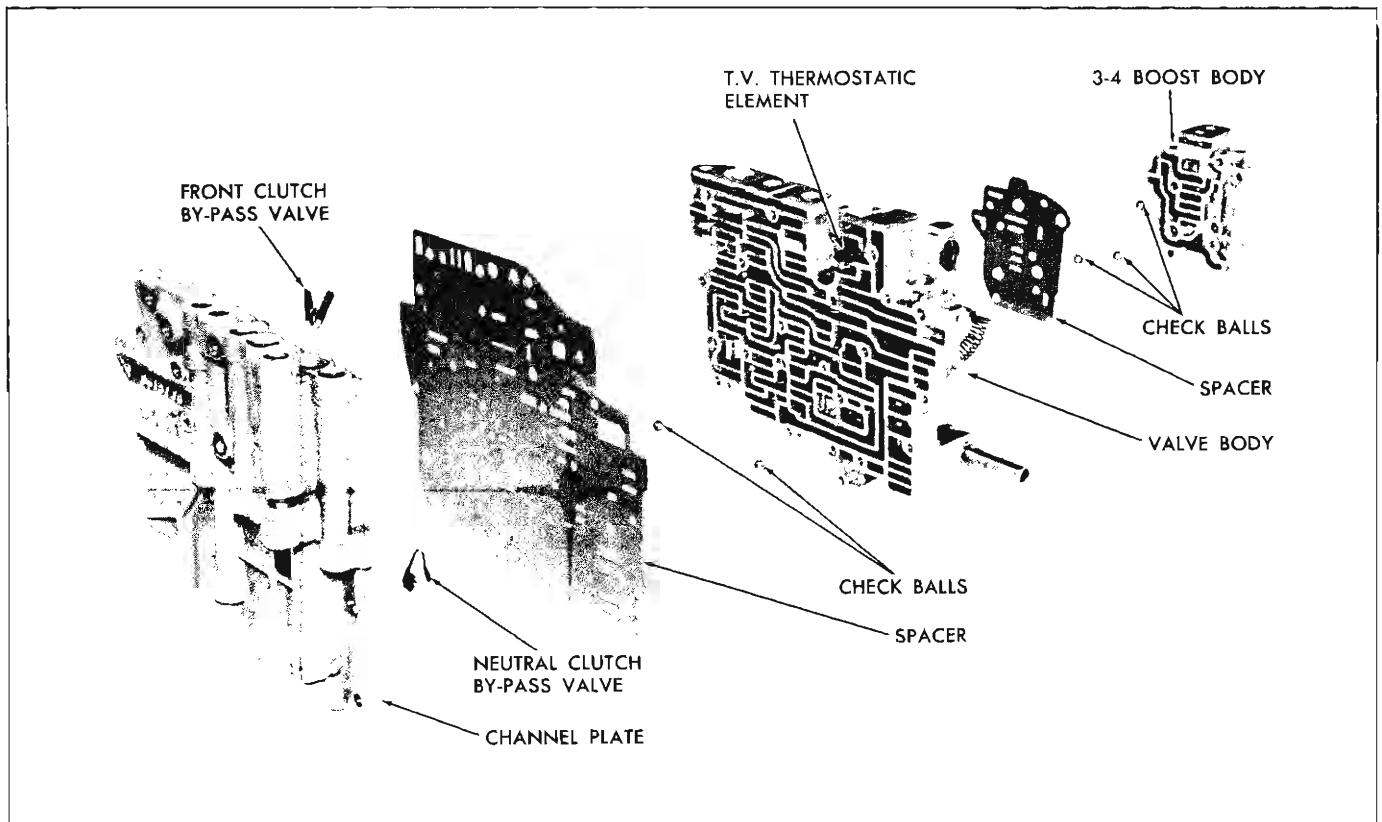 T.V. THERMOSTATIC
ELEMENT
3-4 BOOST BODY
FRONT CLUTCH
BY-PASS VALVE
CHECK BALLS
SPACER
VALVE BODY
CHECK BALLS
SPACER
NEUTRAL CLUTCH
BY-PASS VALVE
CHANNEL PLATE